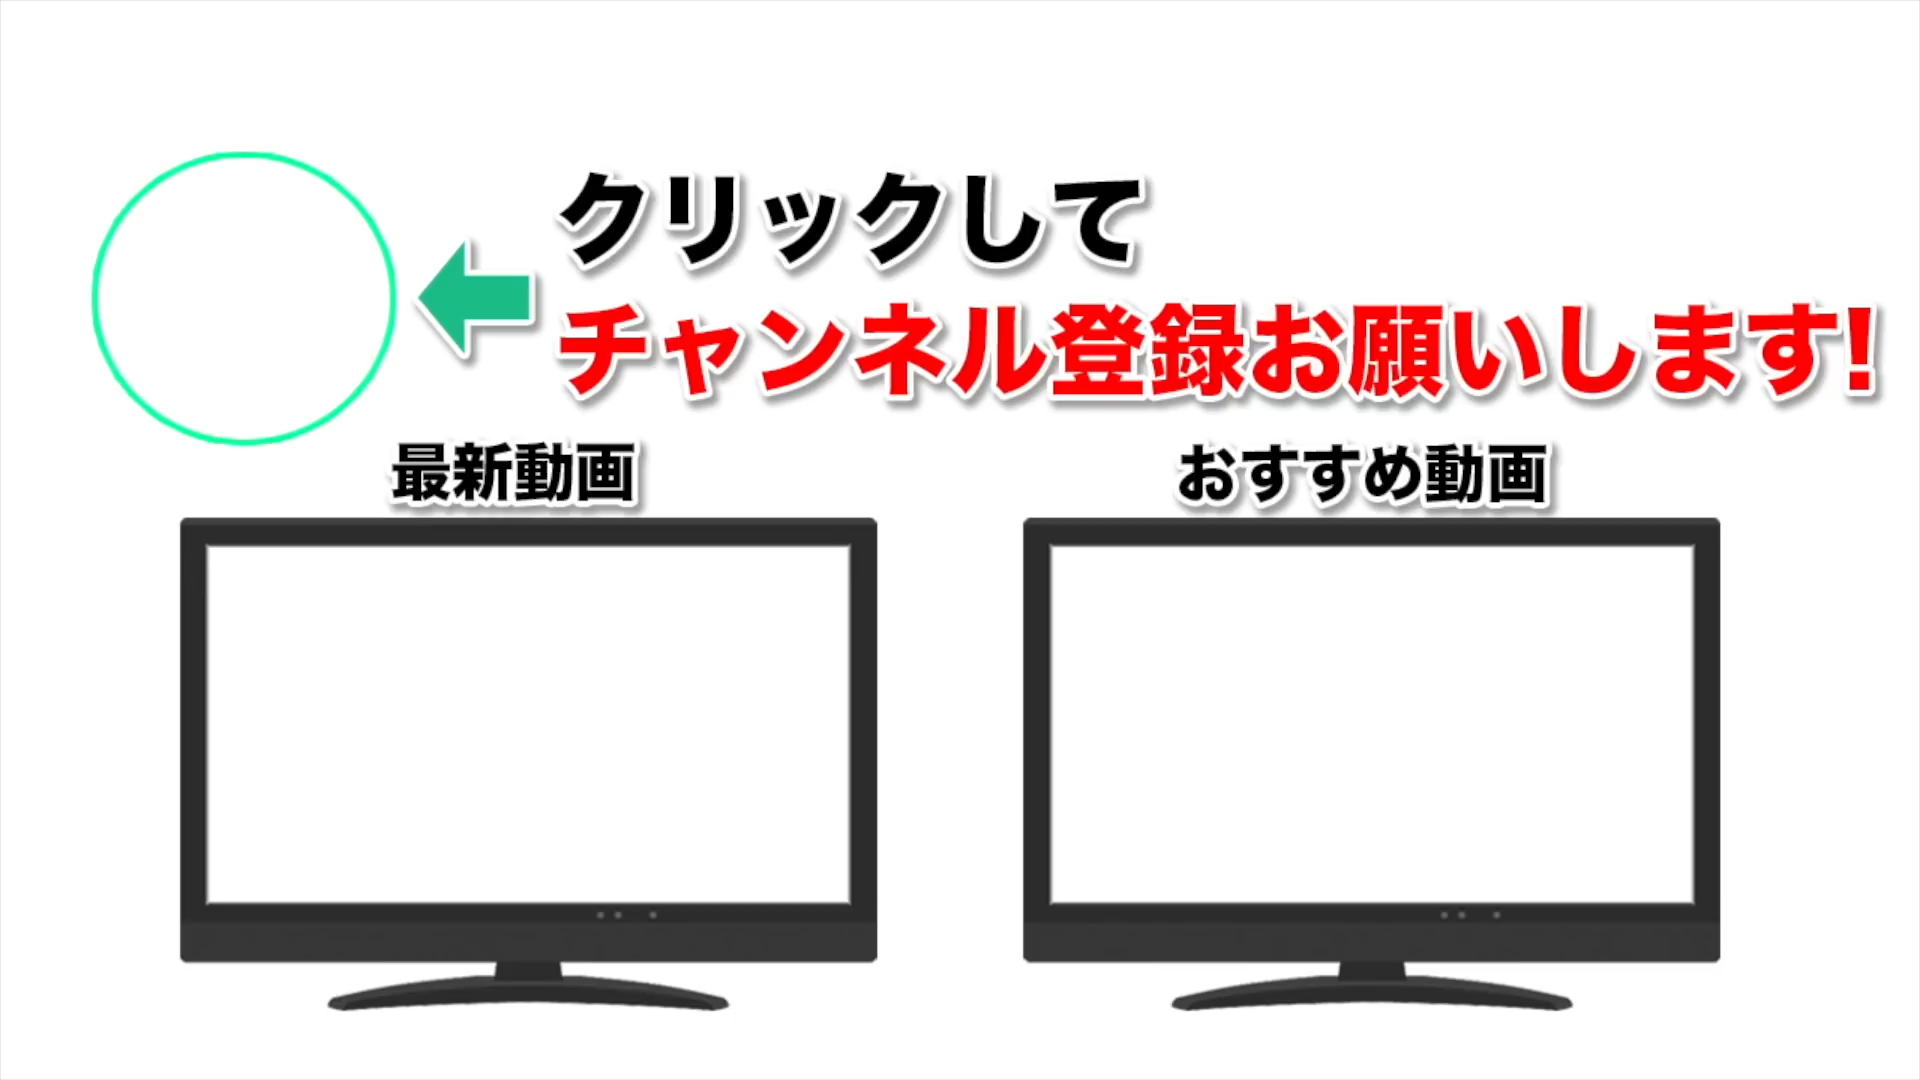 クリックして
チャンネル登録お願いします!
最新動画
おすすめ動画